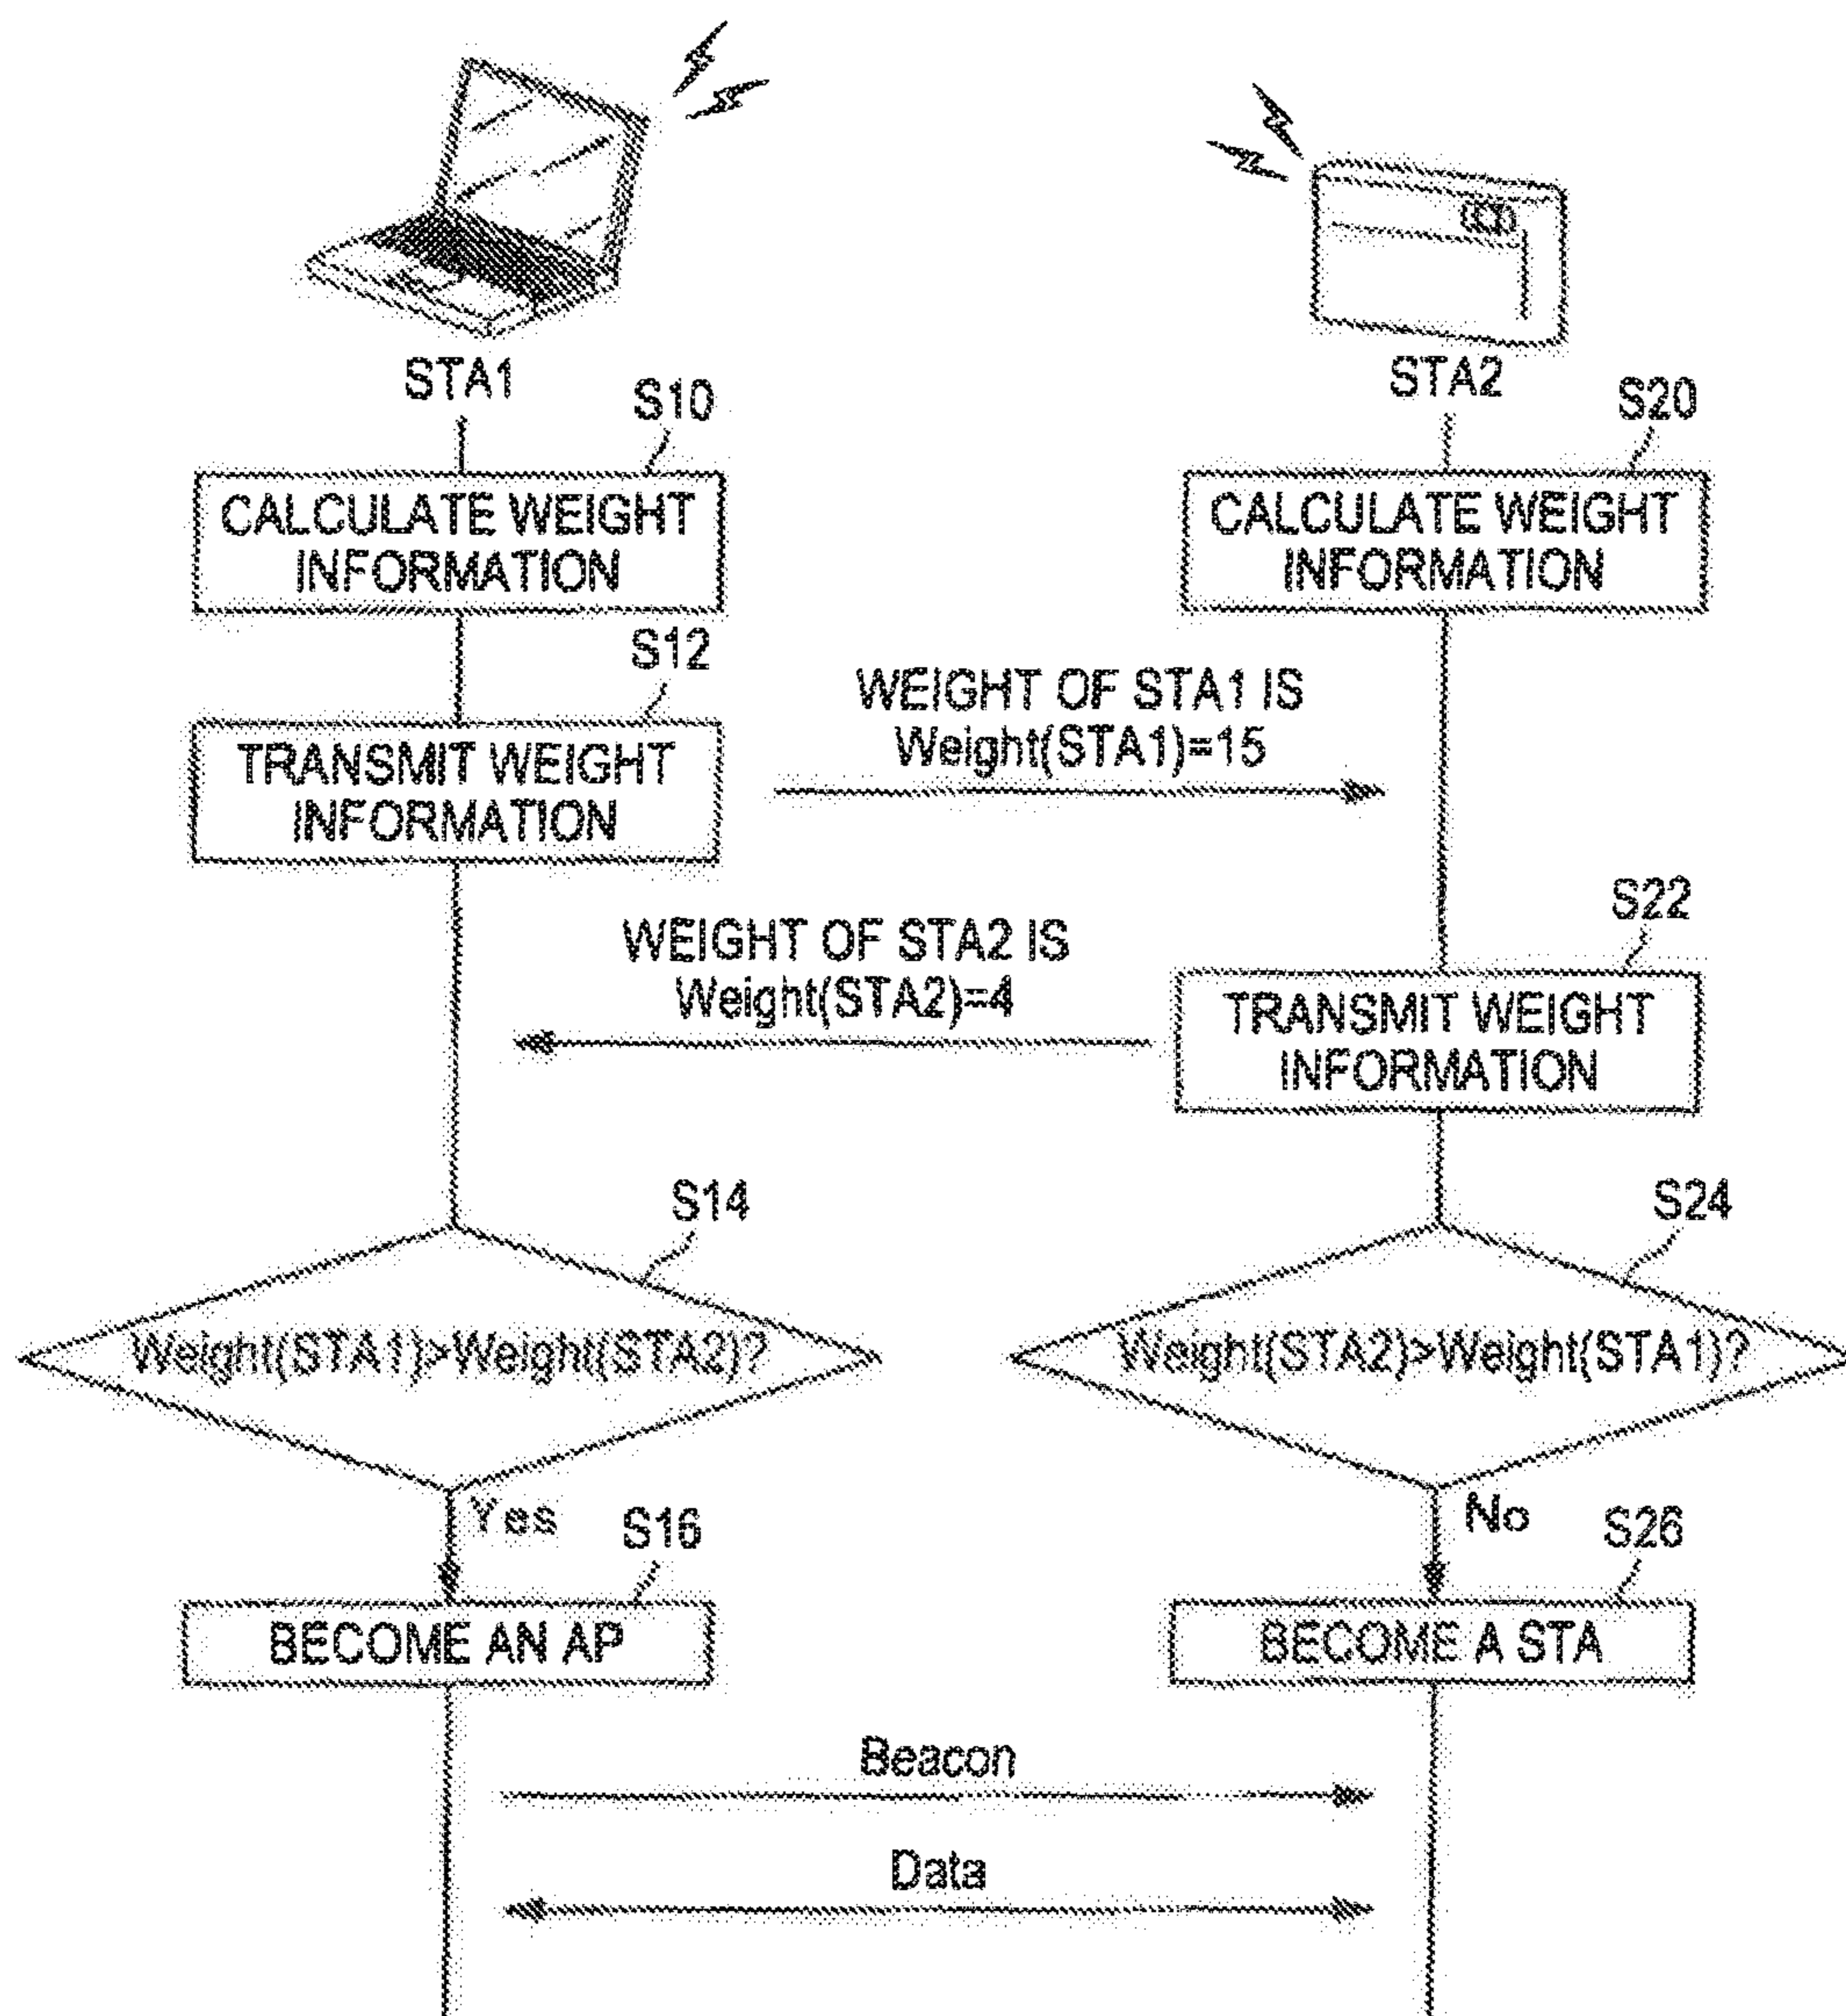 STA1
STA2
S10
S20
CALCULATE WEIGHT
INFORMATION
CALCULATE WEIGHT
INFORMATION
S12
WEIGHT OF STA1 IS
Weight(STA1)=15
TRANSMIT WEIGHT
INFORMATION
S22
WEIGHT OF STA2 IS
Weight(STA2)=4
TRANSMIT WEIGHT
INFORMATION
S14
S24
Weight(STA1)>Weight(STA2)?
Weight(STA2)>Weight(STA1)?
Yes
No
S16
S26
BECOME AN AP
BECOME A STA
Beacon
Data